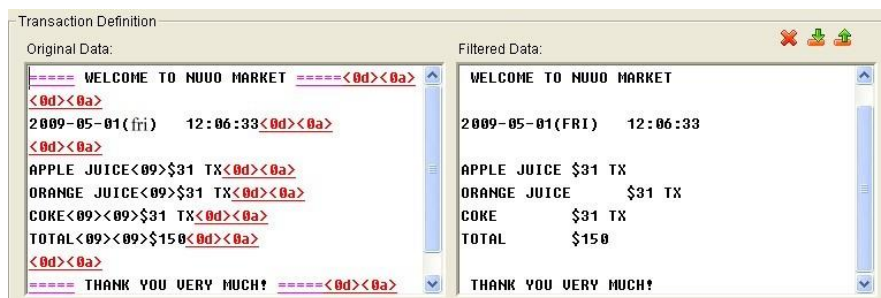 Transaction Definition
Original Data:
===== WELCOME TO NUUO MARKET =====<0d><0a>
<0d><0a>
2009-05-01(fri) 12:06:33<0d><0a>
<0d><0a>
APPLE JUICE<09>$31 TX<0d><0a>
ORANGE JUICE<09>$31 TX<0d><0a>
COKE<09><09>$31 TX<0d><0a>
TOTAL<09><09>$150<0d><0a>
<0d><0a>
===== THANK YOU VERY MUCH! =====<0d><0a>
Filtered Data:
WELCOME TO NUUO MARKET
2009-05-01(FRI) 12:06:33
APPLE JUICE $31 TX
ORANGE JUICE $31 TX
COKE $31 TX
TOTAL $150
THANK YOU VERY MUCH!